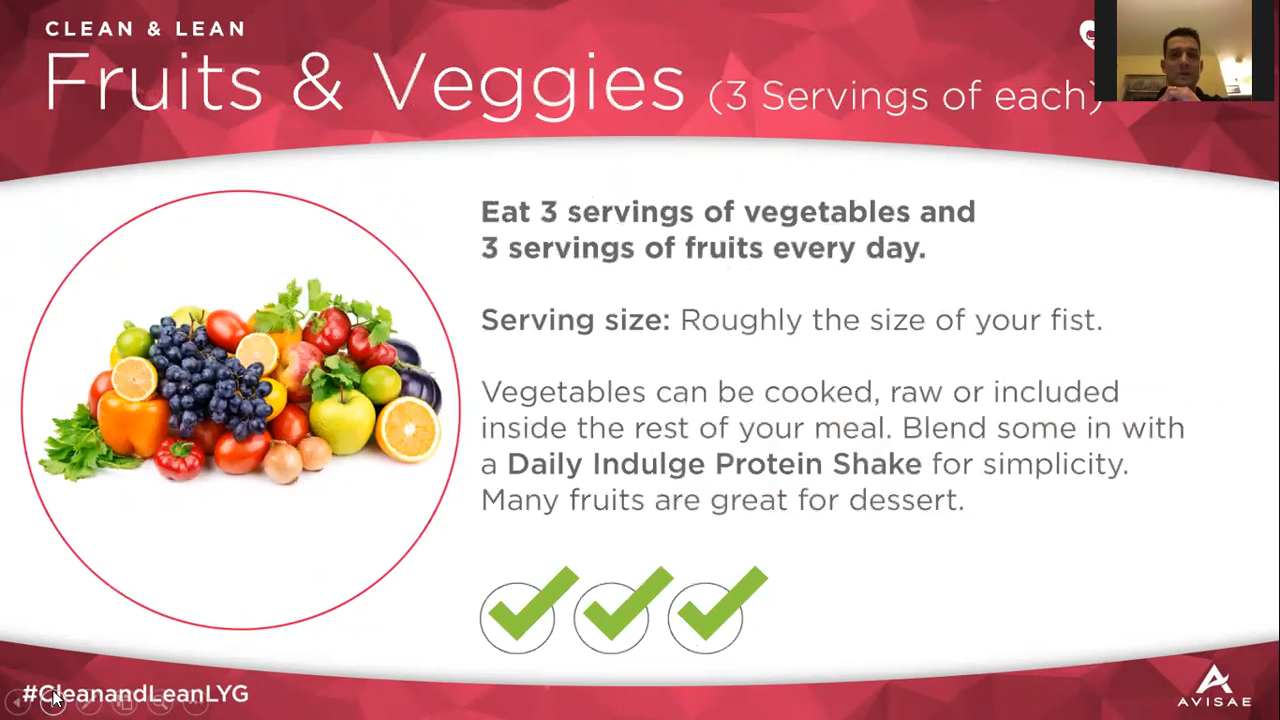 CLEAN & LEAN
Fruits & Veggies (3 Servings of each)
Eat 3 servings of vegetables and
3 servings of fruits every day.
Serving size: Roughly the size of your fist.
Vegetables can be cooked, raw or included
inside the rest of your meal. Blend some in with
a Daily Indulge Protein Shake for simplicity.
Many fruits are great for dessert.
#CleanandLeanLYG
AVISAE